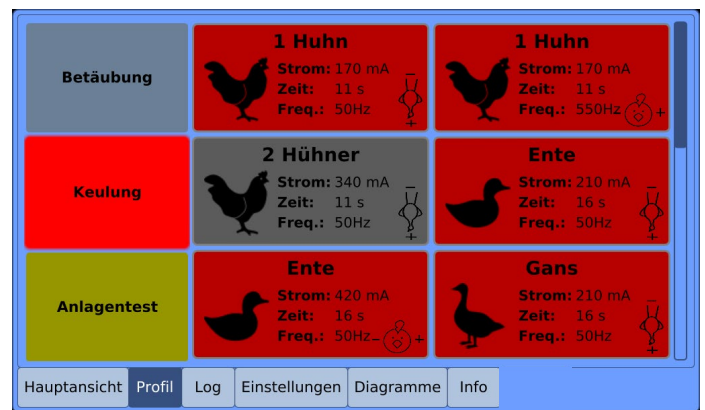 Betäubung
1 Huhn
Strom: 170 mA
Zeit: 11 s
Freq.: 50Hz
1 Huhn
Strom: 170 mA
Zeit: 11 s
Freq.: 550Hz
Keulung
2 Hühner
Strom: 340 mA
Zeit: 11 s
Freq.: 50Hz
Ente
Strom: 210 mA
Zeit: 16 s
Freq.: 50Hz
Anlagentest
Ente
Strom: 420 mA
Zeit: 16 s
Freq.: 50Hz
Gans
Strom: 210 mA
Zeit: 16 s
Freq.: 50Hz
Hauptansicht Profil Log Einstellungen Diagramme Info